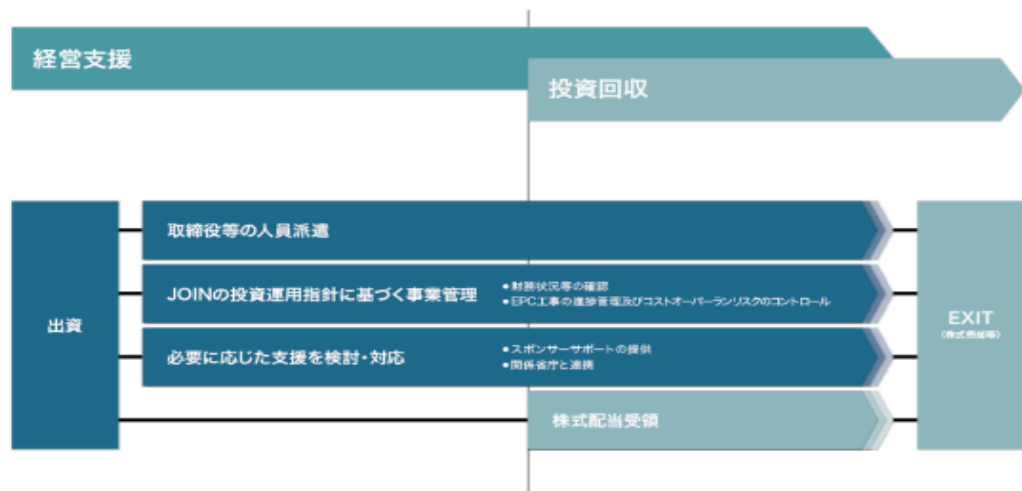 経営支援
投資回収
出資
取締役等の人員派遣
JOINの投資運用指針に基づく事業管理
●財務状況等の確認
●EPC工事の進捗管理及びコストオーバーランリスクのコントロール
必要に応じた支援を検討・対応
●スポンサーサポートの提供
●関係省庁と連携
株式配当受領
EXIT
(株式売却等)